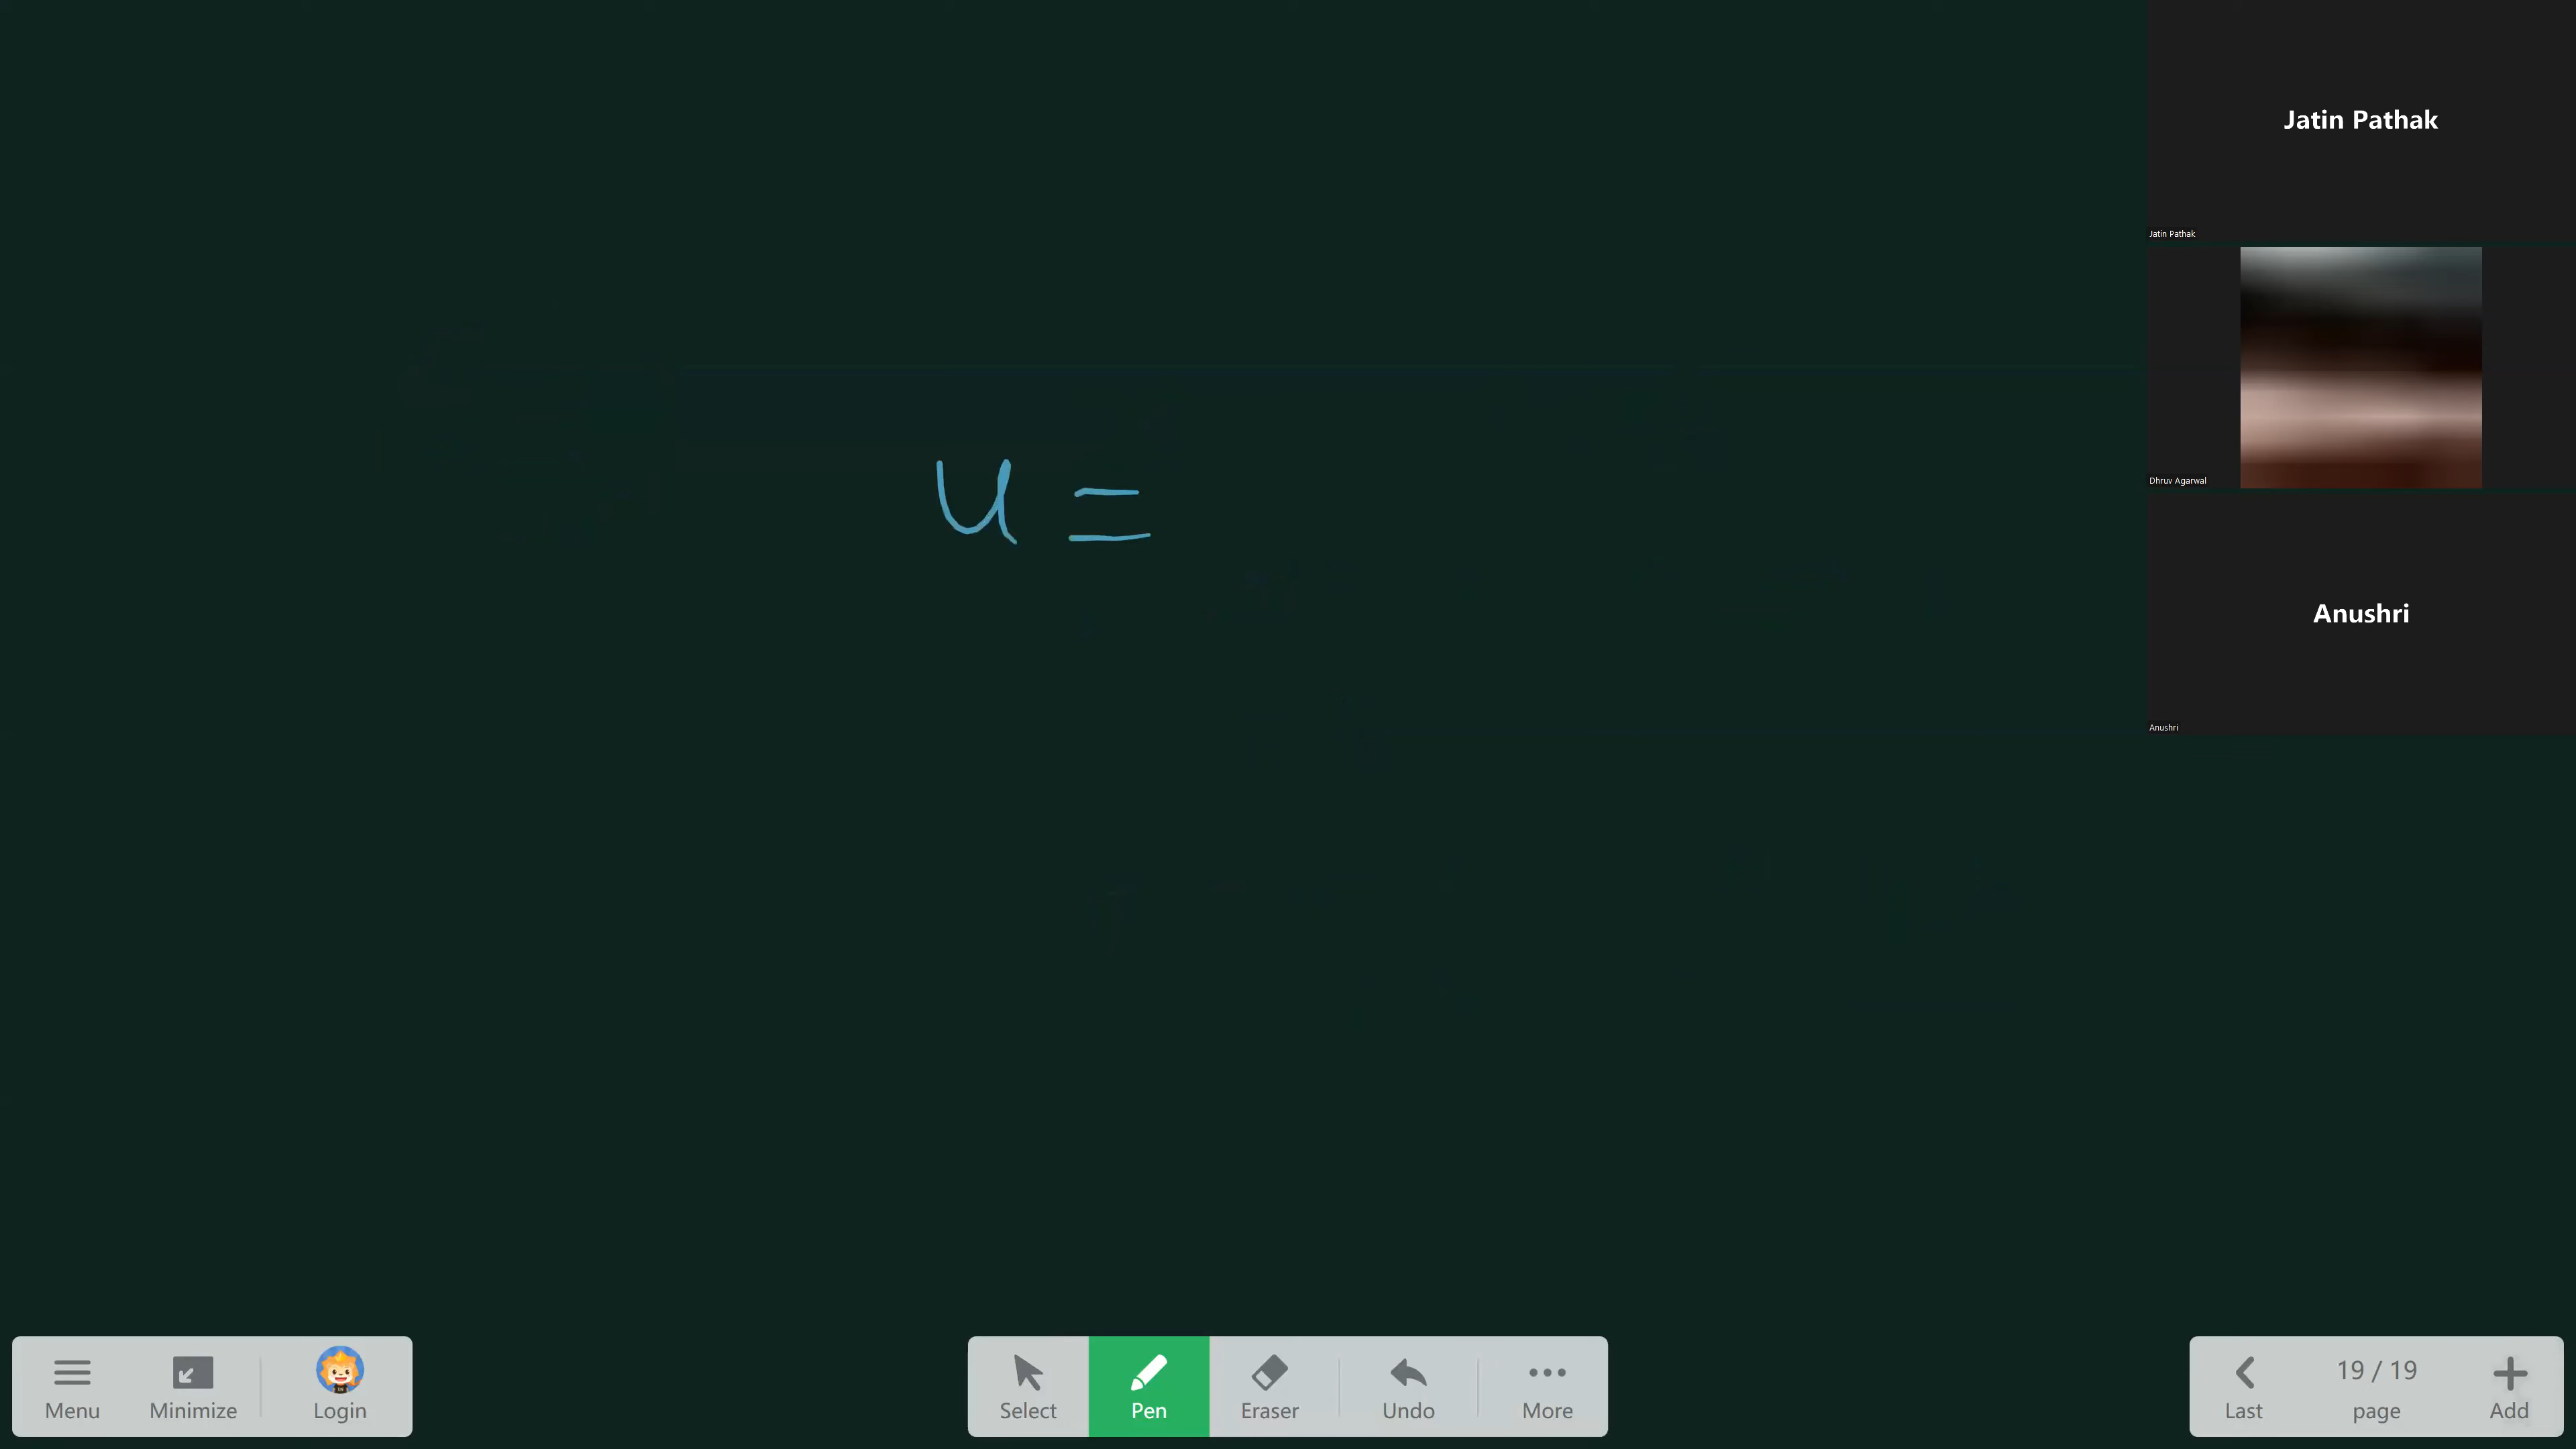 Jatin Pathak
Jatin Pathak
u =
Dhruv Agarwal
Anushri
Anushri
Menu
Minimize
Login
Select
Pen
Eraser
Undo
More
Last
19 / 19
page
Add